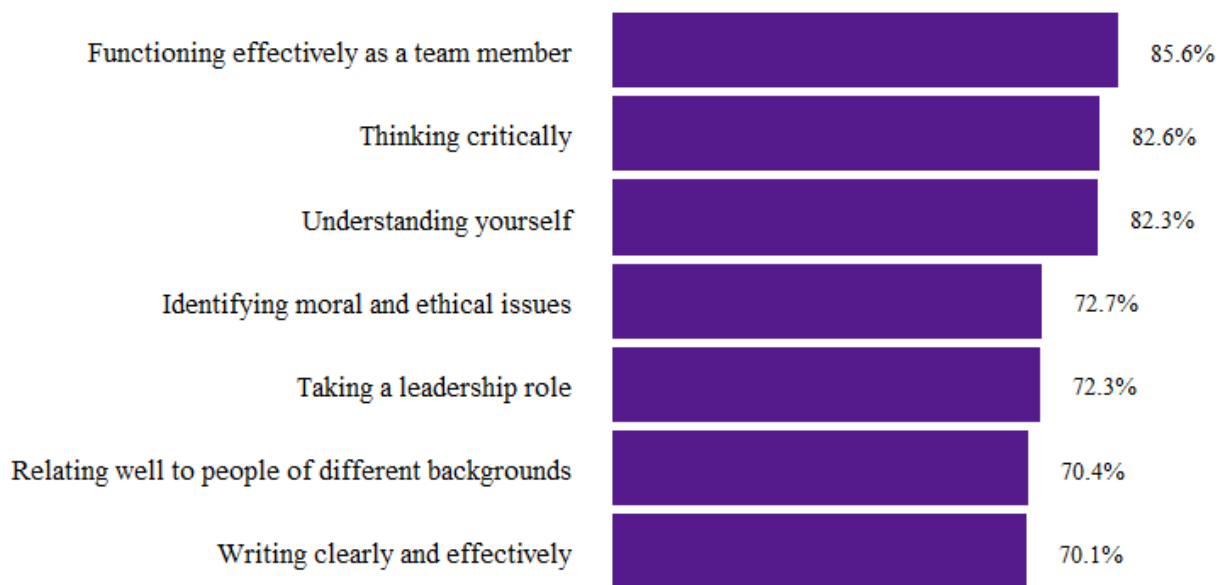 Functioning effectively as a team member 85.6%
Thinking critically 82.6%
Understanding yourself 82.3%
Identifying moral and ethical issues 72.7%
Taking a leadership role 72.3%
Relating well to people of different backgrounds 70.4%
Writing clearly and effectively 70.1%